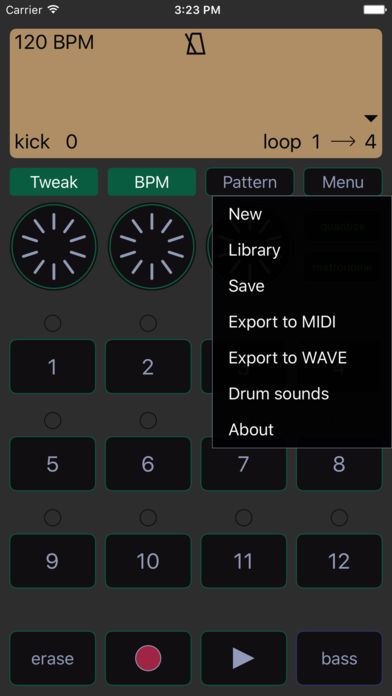 Carrier 3:23 PM
120 BPM
kick 0 loop 1 → 4
Tweak BPM Pattern Menu
New
quantize
Library
metronome
Save
Export to MIDI
1 2
Export to WAVE
Drum sounds
About
5 6 7 8
9 10 11 12
erase bass